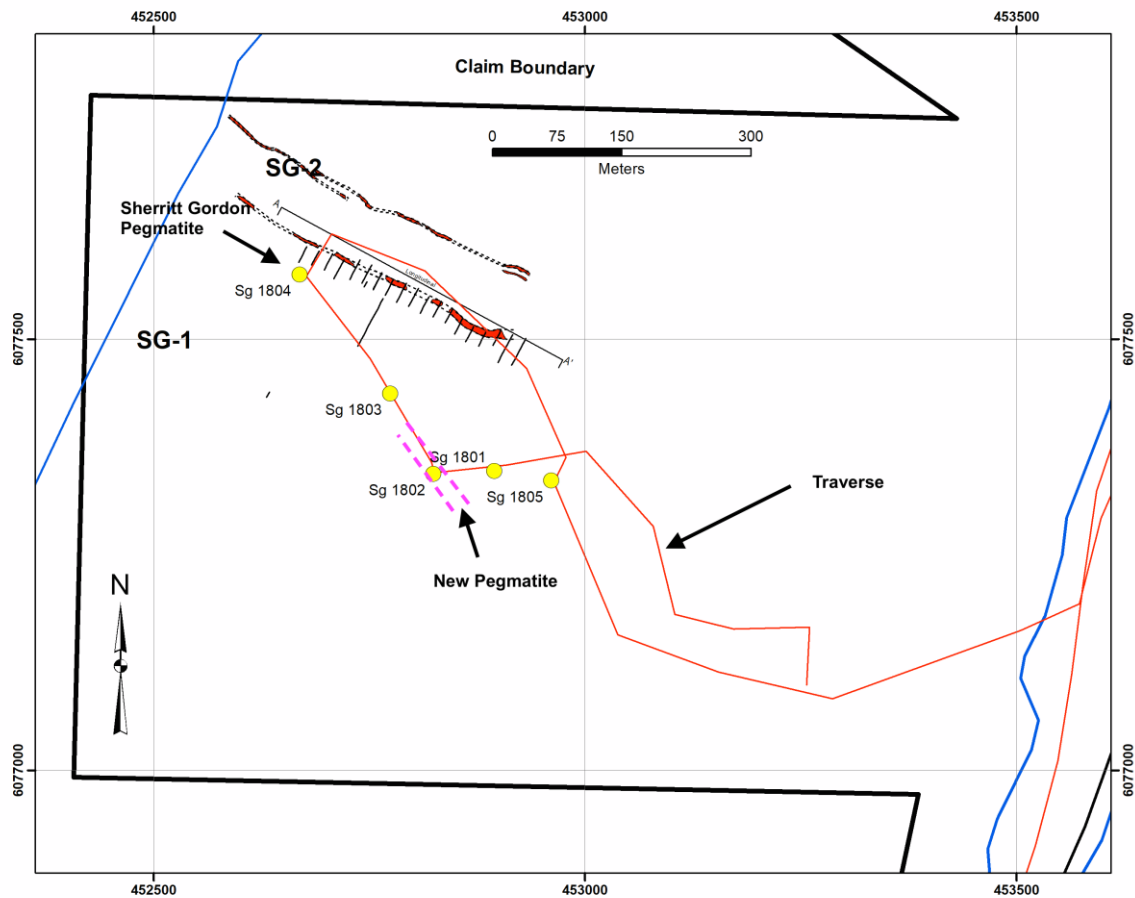 452500
453000
453500
Claim Boundary
0 75 150 300
Meters
SG-2
Sherritt Gordon
Pegmatite
A
Longitudinal
Sg 1804
SG-1
6077500
6077500
A'
Sg 1803
Sg 1801
Sg 1802
Sg 1805
Traverse
New Pegmatite
N
6077000
6077000
452500
453000
453500